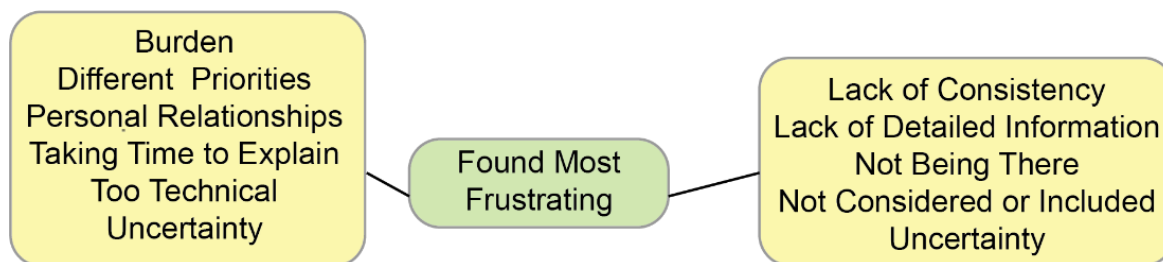 Burden
Different Priorities
Personal Relationships
Taking Time to Explain
Too Technical
Uncertainty
Found Most
Frustrating
Lack of Consistency
Lack of Detailed Information
Not Being There
Not Considered or Included
Uncertainty